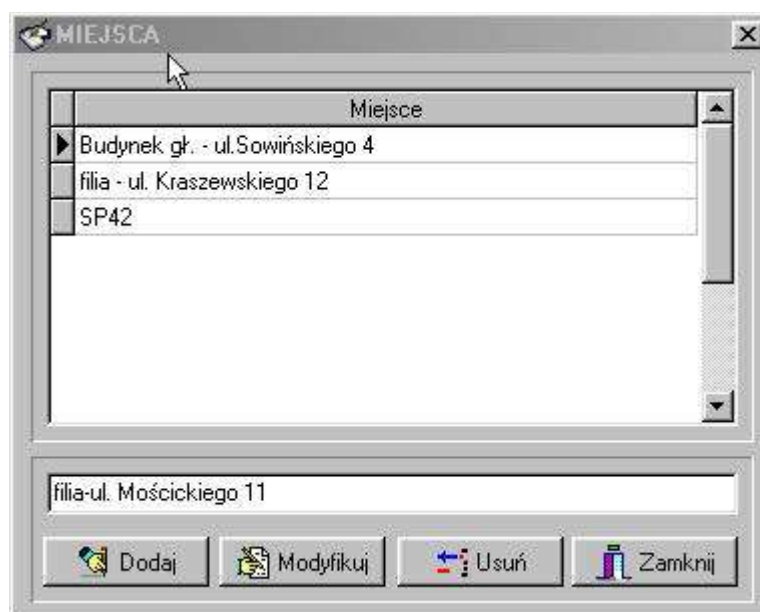 MIEJSCA
Miejsce
Budynek gł. - ul.Sowińskiego 4
filia - ul. Kraszewskiego 12
SP42
filia-ul. Mościckiego 11
Dodaj Modyfikuj Usuń Zamknij